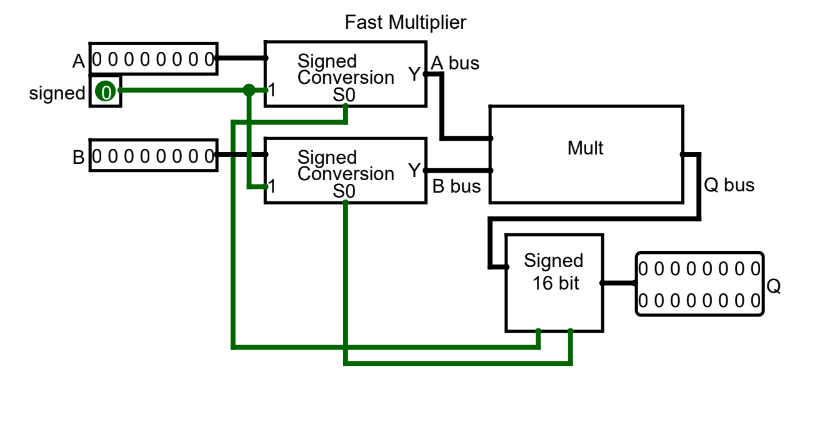 Fast Multiplier
A 0 0 0 0 0 0 0 0
signed 0
B 0 0 0 0 0 0 0 0
Signed
Conversion
S0
1
Y
A bus
Signed
Conversion
S0
1
Y
B bus
Mult
Q bus
Signed
16 bit
0 0 0 0 0 0 0 0
0 0 0 0 0 0 0 0
Q